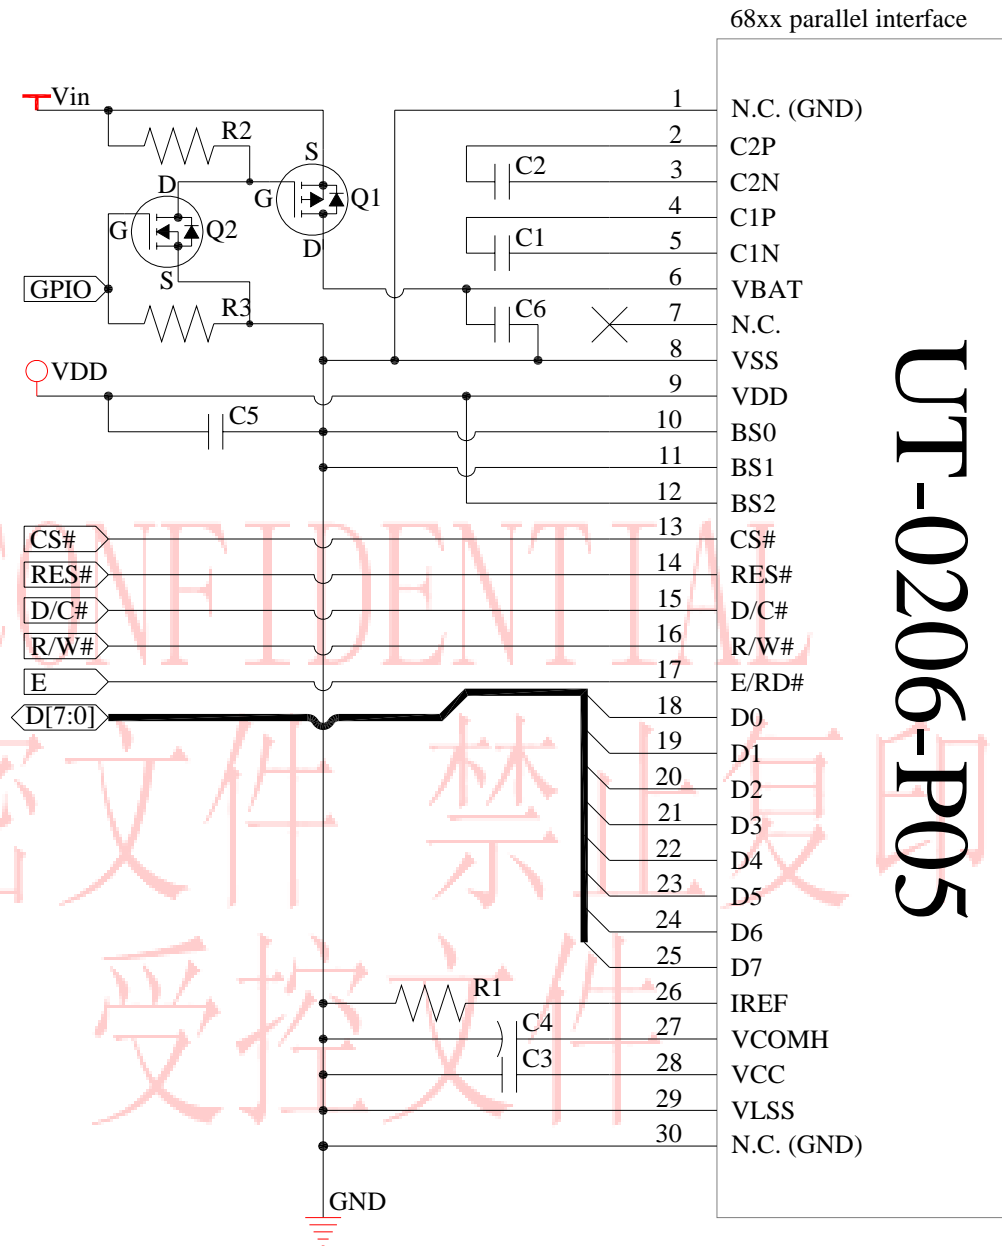 68xx parallel interface
Vin
R2
S
D
G
Q1
G
Q2
D
S
GPIO
R3
VDD
C5
C2
C1
C6
1 N.C. (GND)
2 C2P
3 C2N
4 C1P
5 C1N
6 VBAT
7 N.C.
8 VSS
9 VDD
10 BS0
11 BS1
12 BS2
CS# 13 CS#
RES# 14 RES#
D/C# 15 D/C#
R/W# 16 R/W#
E 17 E/RD#
D[7:0] 18 D0
19 D1
20 D2
21 D3
22 D4
23 D5
24 D6
25 D7
R1 26 IREF
C4 27 VCOMH
C3 28 VCC
29 VLSS
30 N.C. (GND)
GND
UT-0206-P05
CONFIDENTIAL
密文件 禁止复印
受控文件